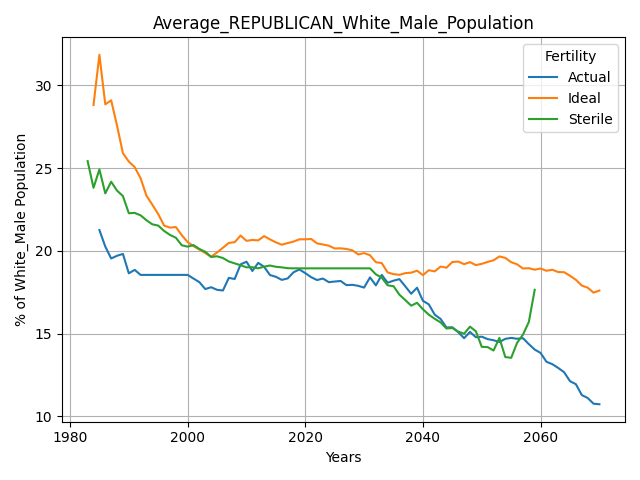 Average_REPUBLICAN_White_Male_Population
Fertility
Actual
Ideal
Sterile
% of White_Male Population
30
25
20
15
10
1980
2000
2020
2040
2060
Years